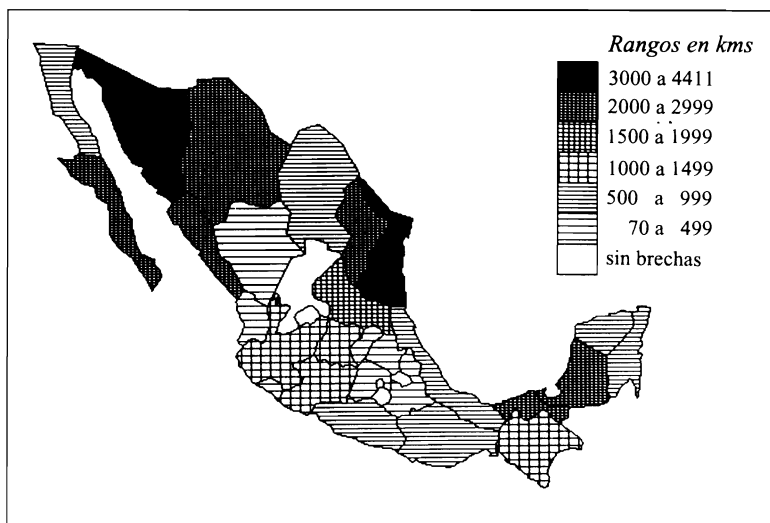 Rangos en kms
3000 a 4411
2000 a 2999
1500 a 1999
1000 a 1499
500 a 999
70 a 499
sin brechas